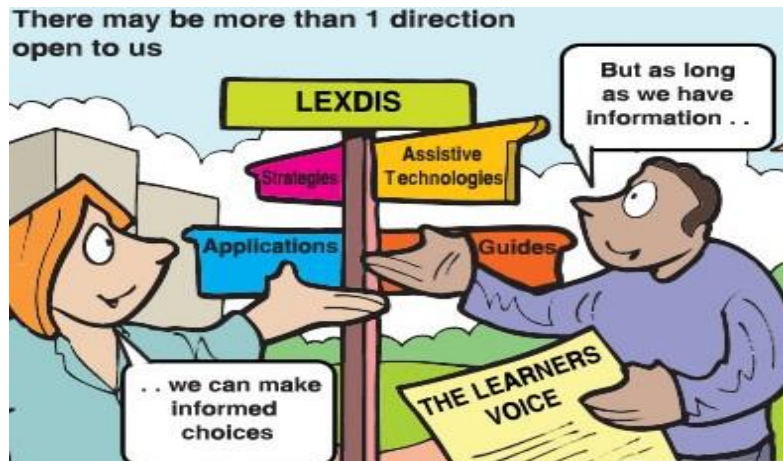 There may be more than 1 direction
open to us
LEXDIS
But as long
as we have
information . .
Strategies
Assistive
Technologies
Applications
Guides
. . we can make
informed
choices
THE LEARNERS
VOICE